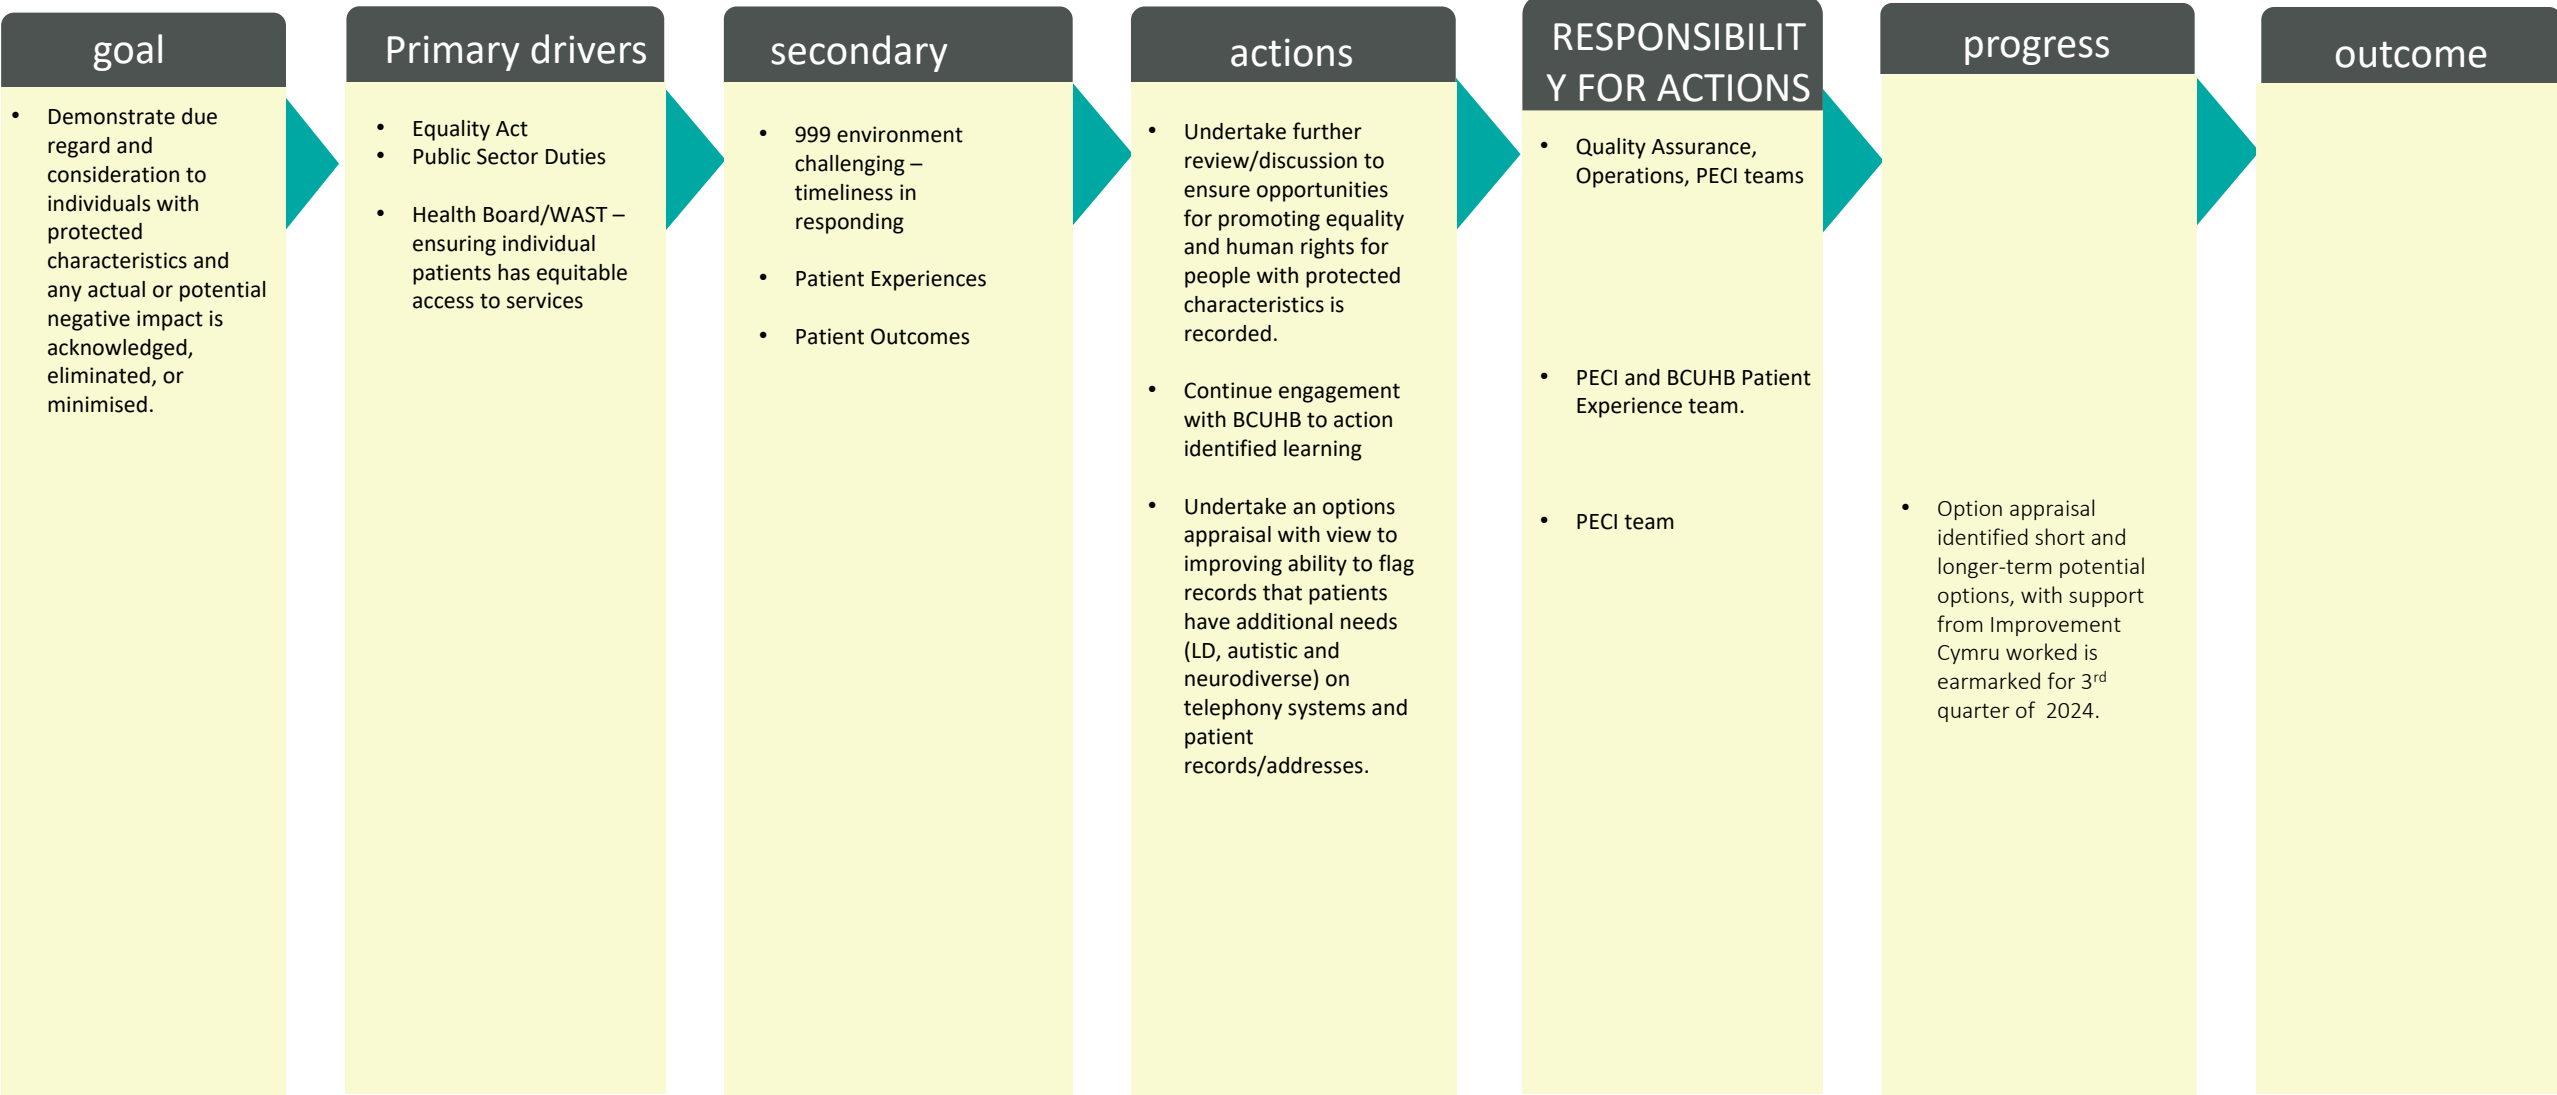 goal
• Demonstrate due
regard and
consideration to
individuals with
protected
characteristics and
any actual or potential
negative impact is
acknowledged,
eliminated, or
minimised.
Primary drivers
• Equality Act
• Public Sector Duties
• Health Board/WAST –
ensuring individual
patients has equitable
access to services
secondary
• 999 environment
challenging –
timeliness in
responding
• Patient Experiences
• Patient Outcomes
actions
• Undertake further
review/discussion to
ensure opportunities
for promoting equality
and human rights for
people with protected
characteristics is
recorded.
• Continue engagement
with BCUHB to action
identified learning
• Undertake an options
appraisal with view to
improving ability to flag
records that patients
have additional needs
(LD, autistic and
neurodiverse) on
telephony systems and
patient
records/addresses.
RESPONSIBILIT
Y FOR ACTIONS
• Quality Assurance,
Operations, PECI teams
• PECI and BCUHB Patient
Experience team.
• PECI team
progress
• Option appraisal
identified short and
longer-term potential
options, with support
from Improvement
Cymru worked is
earmarked for 3rd
quarter of 2024.
outcome